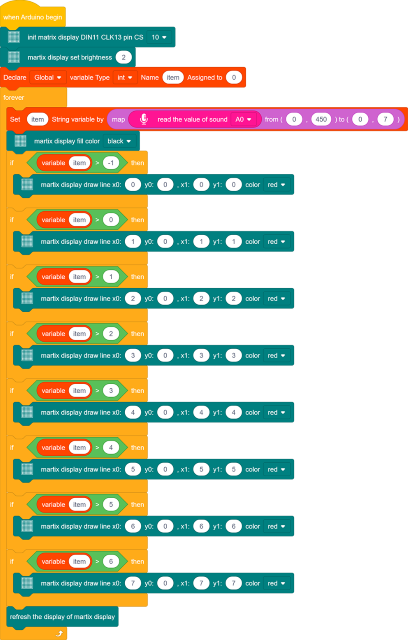 when Arduino begin
init matrix display DIN11 CLK13 pin CS 10
martix display set brightness 2
Declare Global variable Type int Name item Assigned to 0
forever
Set item String variable by map read the value of sound A0 from ( 0 , 450 ) to ( 0 , 7 )
martix display fill color black
if variable item > -1 then
martix display draw line x0: 0 y0: 0 , x1: 0 y1: 0 color red
if variable item > 0 then
martix display draw line x0: 1 y0: 0 , x1: 1 y1: 1 color red
if variable item > 1 then
martix display draw line x0: 2 y0: 0 , x1: 2 y1: 2 color red
if variable item > 2 then
martix display draw line x0: 3 y0: 0 , x1: 3 y1: 3 color red
if variable item > 3 then
martix display draw line x0: 4 y0: 0 , x1: 4 y1: 4 color red
if variable item > 4 then
martix display draw line x0: 5 y0: 0 , x1: 5 y1: 5 color red
if variable item > 5 then
martix display draw line x0: 6 y0: 0 , x1: 6 y1: 6 color red
if variable item > 6 then
martix display draw line x0: 7 y0: 0 , x1: 7 y1: 7 color red
refresh the display of martix display